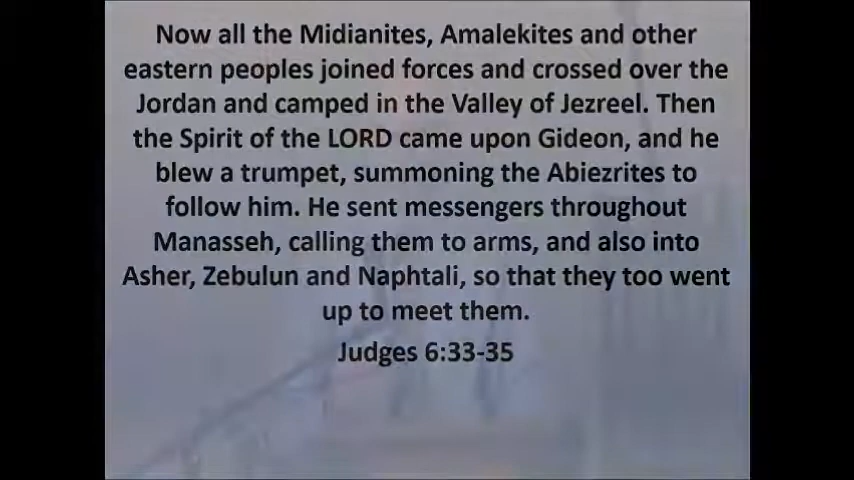 Now all the Midianites, Amalekites and other
eastern peoples joined forces and crossed over the
Jordan and camped in the Valley of Jezreel. Then
the Spirit of the LORD came upon Gideon, and he
blew a trumpet, summoning the Abiezrites to
follow him. He sent messengers throughout
Manasseh, calling them to arms, and also into
Asher, Zebulun and Naphtali, so that they too went
up to meet them.
Judges 6:33-35